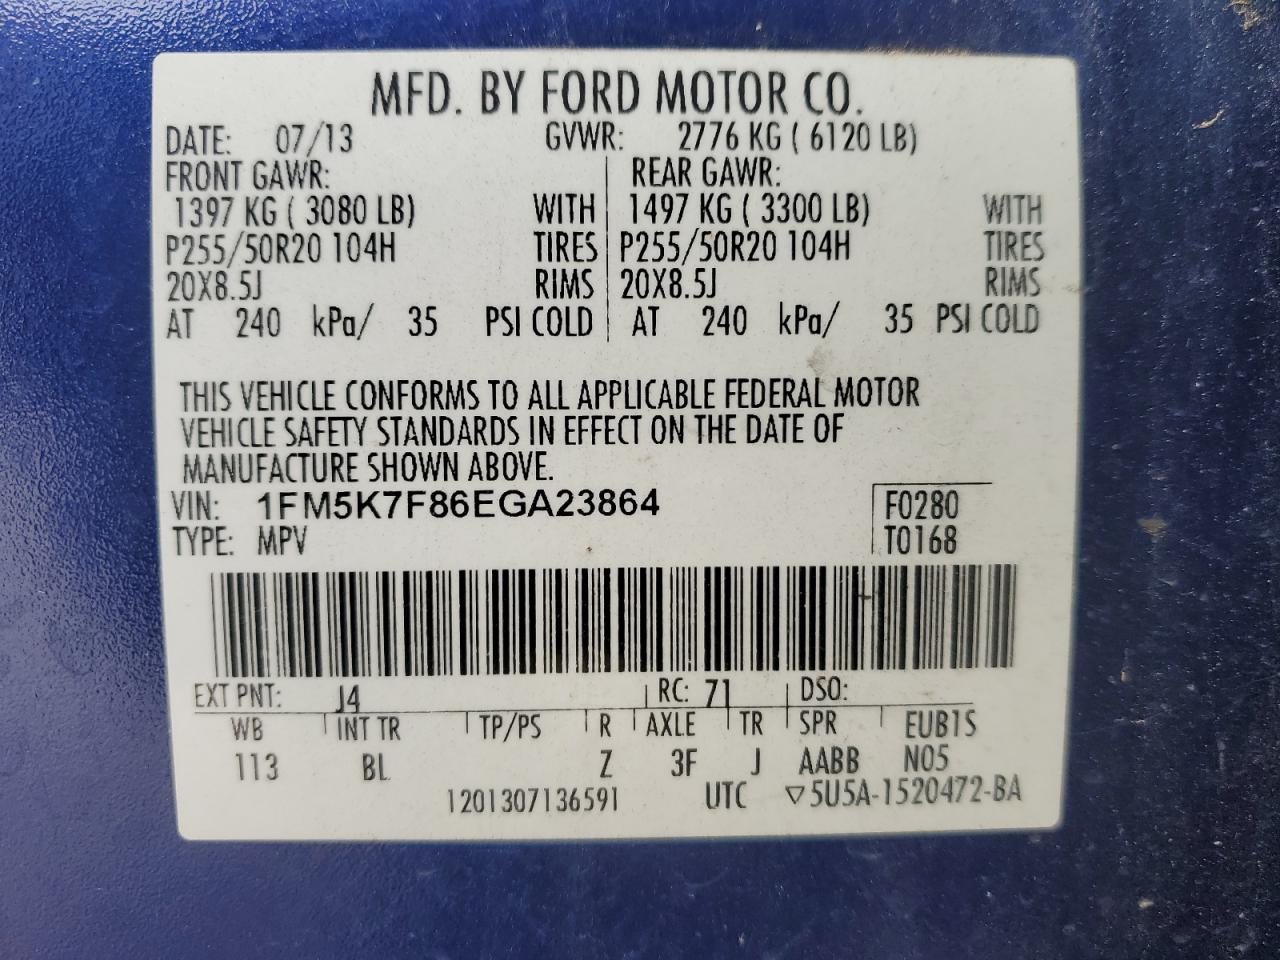 MFD. BY FORD MOTOR CO.
DATE: 07/13 GVWR: 2776 KG ( 6120 LB)
FRONT GAWR: REAR GAWR:
1397 KG ( 3080 LB) WITH 1497 KG ( 3300 LB) WITH
P255/50R20 104H TIRES P255/50R20 104H TIRES
20X8.5J RIMS 20X8.5J RIMS
AT 240 kPa/ 35 PSI COLD AT 240 kPa/ 35 PSI COLD
THIS VEHICLE CONFORMS TO ALL APPLICABLE FEDERAL MOTOR
VEHICLE SAFETY STANDARDS IN EFFECT ON THE DATE OF
MANUFACTURE SHOWN ABOVE.
VIN: 1FM5K7F86EGA23864 F0280
TYPE: MPV T0168
EXT PNT: J4 RC: 71 DSO:
WB INT TR TP/PS R AXLE TR SPR EUB1S
113 BL Z 3F J AABB N05
1201307136591 UTC ▽5U5A-1520472-BA